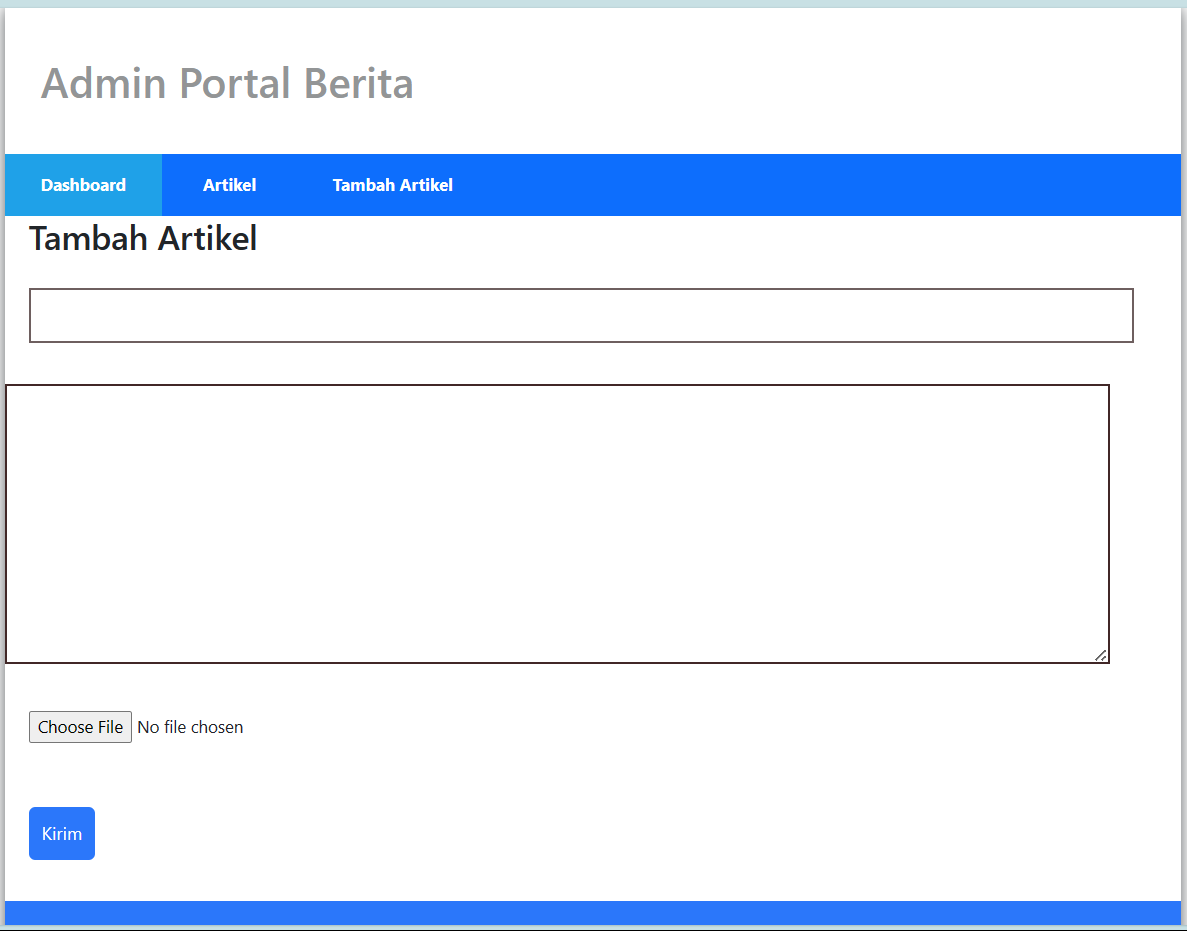 Admin Portal Berita
Dashboard Artikel Tambah Artikel
Tambah Artikel
Choose File No file chosen
Kirim